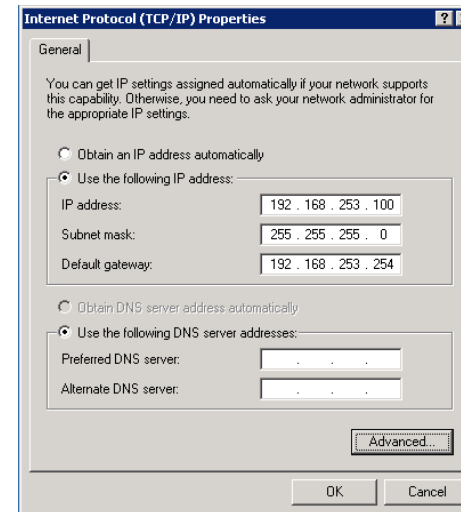 Internet Protocol (TCP/IP) Properties
?
General
You can get IP settings assigned automatically if your network supports
this capability. Otherwise, you need to ask your network administrator for
the appropriate IP settings.
Obtain an IP address automatically
Use the following IP address:
IP address: 192 . 168 . 253 . 100
Subnet mask: 255 . 255 . 255 . 0
Default gateway: 192 . 168 . 253 . 254
Obtain DNS server address automatically
Use the following DNS server addresses:
Preferred DNS server: . . .
Alternate DNS server: . . .
Advanced...
OK Cancel